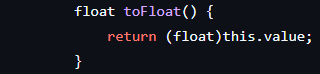 float toFloat() {
    return (float)this.value;
}